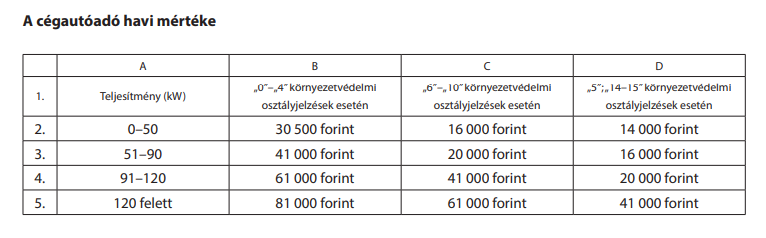 A cégautóadó havi mértéke
A B C D
1. Teljesítmény (kW) „0”–„4” környezetvédelmi osztályjelzések esetén „6”–„10” környezetvédelmi osztályjelzések esetén „5”;„14–15” környezetvédelmi osztályjelzések esetén
2. 0–50 30 500 forint 16 000 forint 14 000 forint
3. 51–90 41 000 forint 20 000 forint 16 000 forint
4. 91–120 61 000 forint 41 000 forint 20 000 forint
5. 120 felett 81 000 forint 61 000 forint 41 000 forint